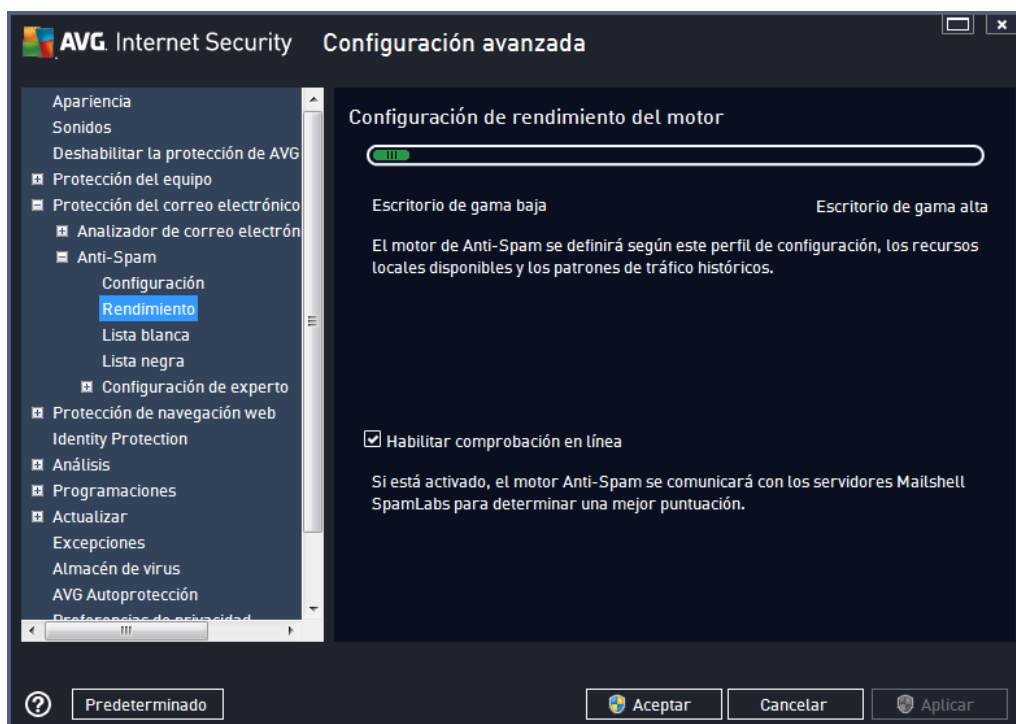 AVG. Internet Security
Configuración avanzada
Apariencia
Sonidos
Deshabilitar la protección de AVG
Protección del equipo
Protección del correo electrónico
Analizador de correo electrón
Anti-Spam
Configuración
Rendimiento
Lista blanca
Lista negra
Configuración de experto
Protección de navegación web
Identity Protection
Análisis
Programaciones
Actualizar
Excepciones
Almacén de virus
AVG Autoprotección
Preferencias de privacidad
Configuración de rendimiento del motor
Escritorio de gama baja
Escritorio de gama alta
El motor de Anti-Spam se definirá según este perfil de configuración, los recursos
locales disponibles y los patrones de tráfico históricos.
Habilitar comprobación en línea
Si está activado, el motor Anti-Spam se comunicará con los servidores Mailshell
SpamLabs para determinar una mejor puntuación.
Predeterminado
Aceptar
Cancelar
Aplicar